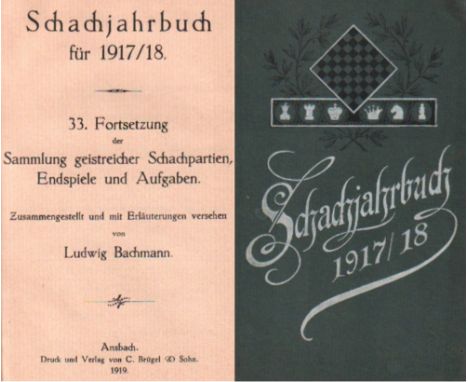 Schachjahrbuch
für 1917/18.
33. Fortsetzung
der
Sammlung geistreicher Schachpartien,
Endspiele und Aufgaben.
Zusammengestellt und mit Erläuterungen versehen
von
Ludwig Bachmann.
Ansbach.
Druck und Verlag von C. Brügel & Sohn.
1919.
Schachjahrbuch
1917/18